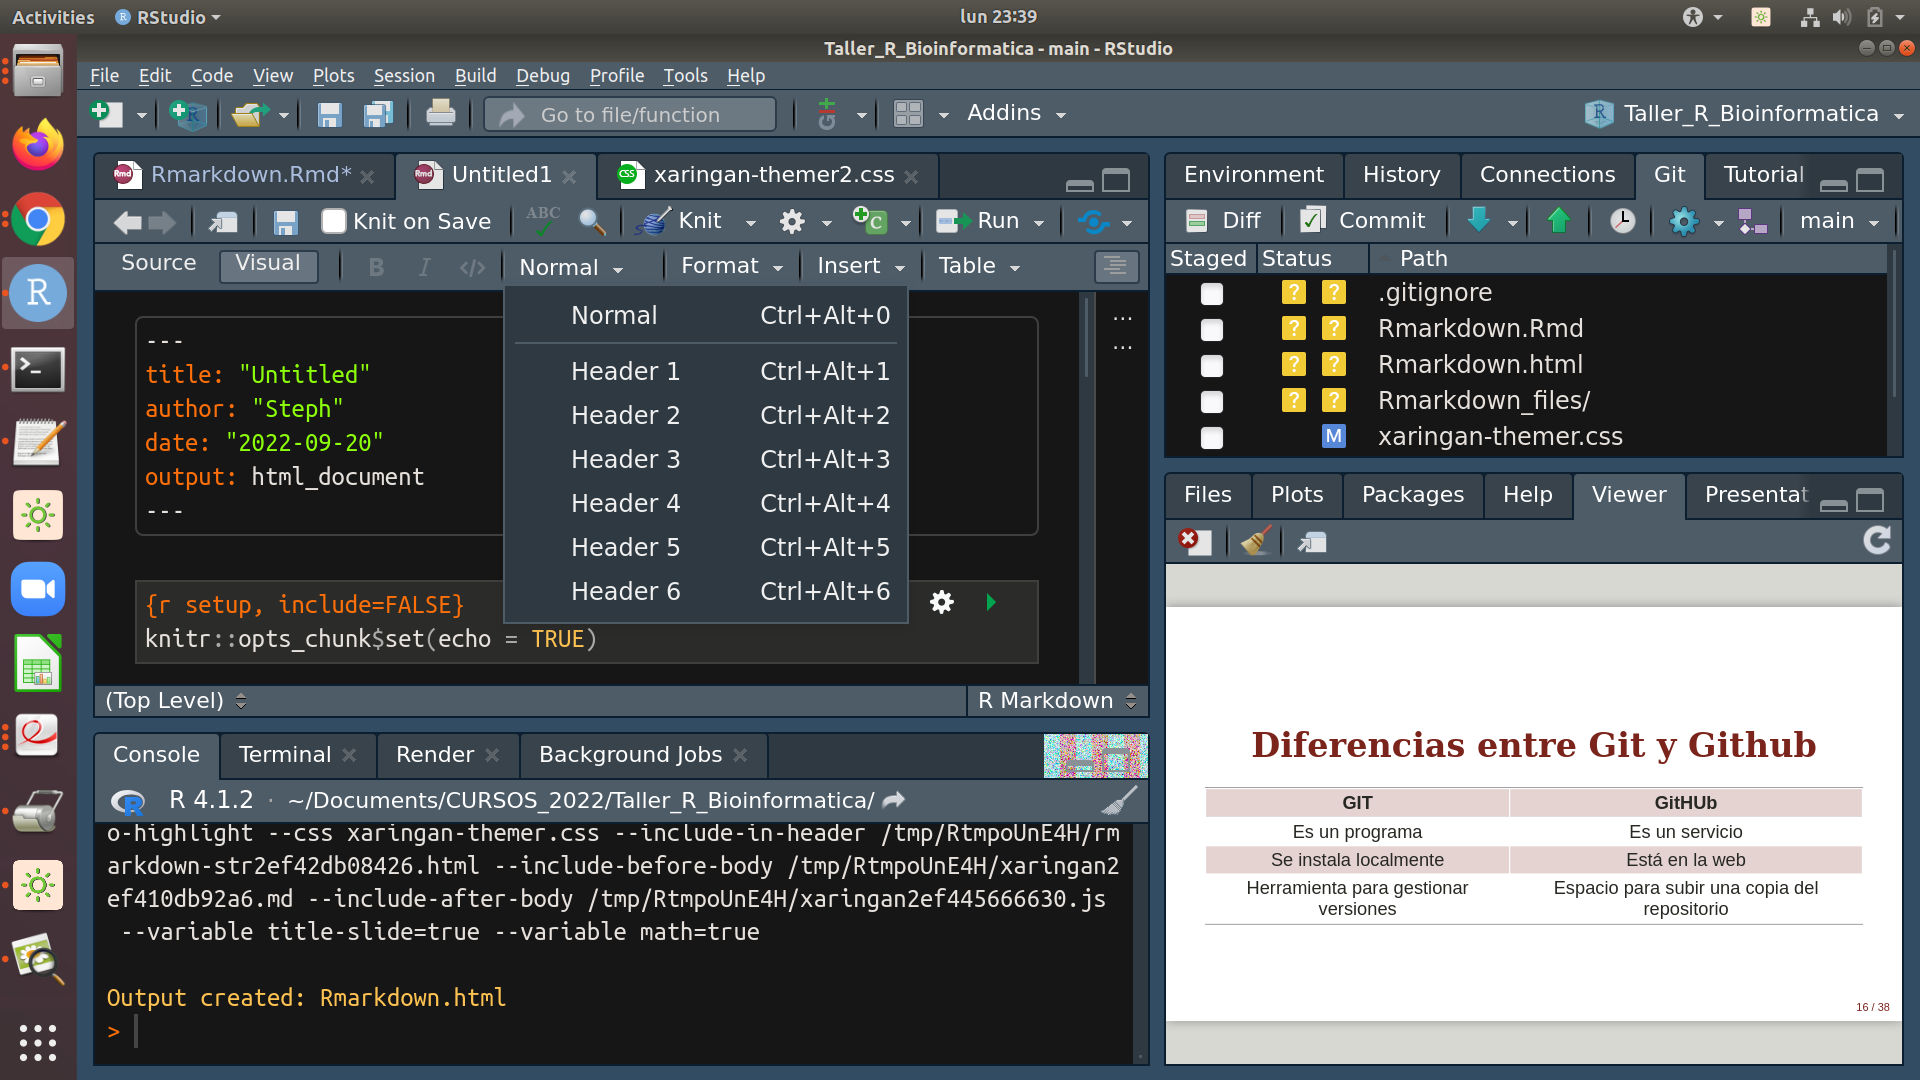 Activities RStudio lun 23:39
Taller_R_Bioinformatica - main - RStudio
File Edit Code View Plots Session Build Debug Profile Tools Help
Go to file/function Addins Taller_R_Bioinformatica
Rmarkdown.Rmd* Untitled1 xaringan-themer2.css
Knit on Save ABC Knit Run
Source Visual B I </> Normal Format Insert Table
Normal Ctrl+Alt+0
Header 1 Ctrl+Alt+1
Header 2 Ctrl+Alt+2
Header 3 Ctrl+Alt+3
Header 4 Ctrl+Alt+4
Header 5 Ctrl+Alt+5
Header 6 Ctrl+Alt+6
---
title: "Untitled"
author: "Steph"
date: "2022-09-20"
output: html_document
---
...
...
{r setup, include=FALSE}
knitr::opts_chunk$set(echo = TRUE)
(Top Level) R Markdown
Console Terminal Render Background Jobs
R 4.1.2 · ~/Documents/CURSOS_2022/Taller_R_Bioinformatica/
o-highlight --css xaringan-themer.css --include-in-header /tmp/RtmpoUnE4H/rm
arkdown-str2ef42db08426.html --include-before-body /tmp/RtmpoUnE4H/xaringan2
ef410db92a6.md --include-after-body /tmp/RtmpoUnE4H/xaringan2ef445666630.js
--variable title-slide=true --variable math=true
Output created: Rmarkdown.html
>
Environment History Connections Git Tutorial
Diff Commit main
Staged Status Path
? ? .gitignore
? ? Rmarkdown.Rmd
? ? Rmarkdown.html
? ? Rmarkdown_files/
M xaringan-themer.css
Files Plots Packages Help Viewer Presentat
Diferencias entre Git y Github
GIT GitHUb
Es un programa Es un servicio
Se instala localmente Está en la web
Herramienta para gestionar Espacio para subir una copia del
versiones repositorio
16 / 38